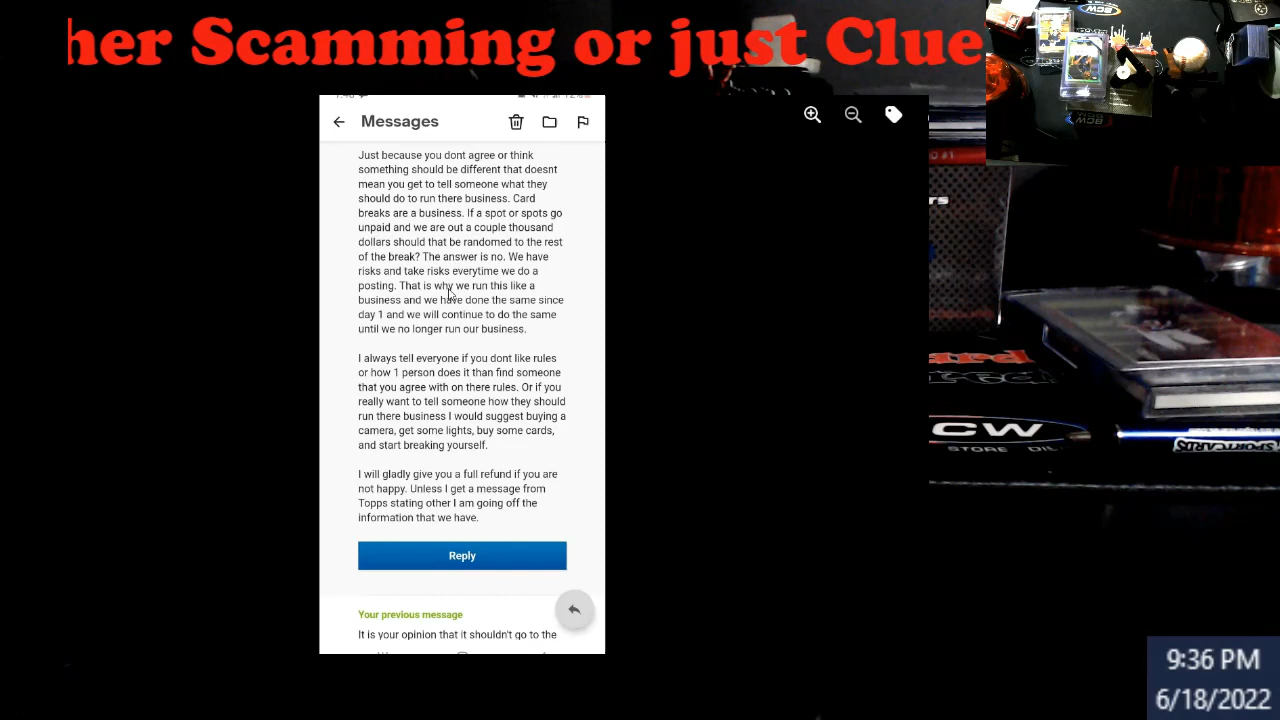 her Scamming or just Clue
Messages
Just because you dont agree or think
something should be different that doesnt
mean you get to tell someone what they
should do to run there business. Card
breaks are a business. If a spot or spots go
unpaid and we are out a couple thousand
dollars should that be randomed to the rest
of the break? The answer is no. We have
risks and take risks everytime we do a
posting. That is why we run this like a
business and we have done the same since
day 1 and we will continue to do the same
until we no longer run our business.
I always tell everyone if you dont like rules
or how 1 person does it than find someone
that you agree with on there rules. Or if you
really want to tell someone how they should
run there business I would suggest buying a
camera, get some lights, buy some cards,
and start breaking yourself.
I will gladly give you a full refund if you are
not happy. Unless I get a message from
Topps stating other I am going off the
information that we have.
Reply
Your previous message
It is your opinion that it shouldn't go to the
BCW
CW
STORE
SPORTCARDS
9:36 PM
6/18/2022